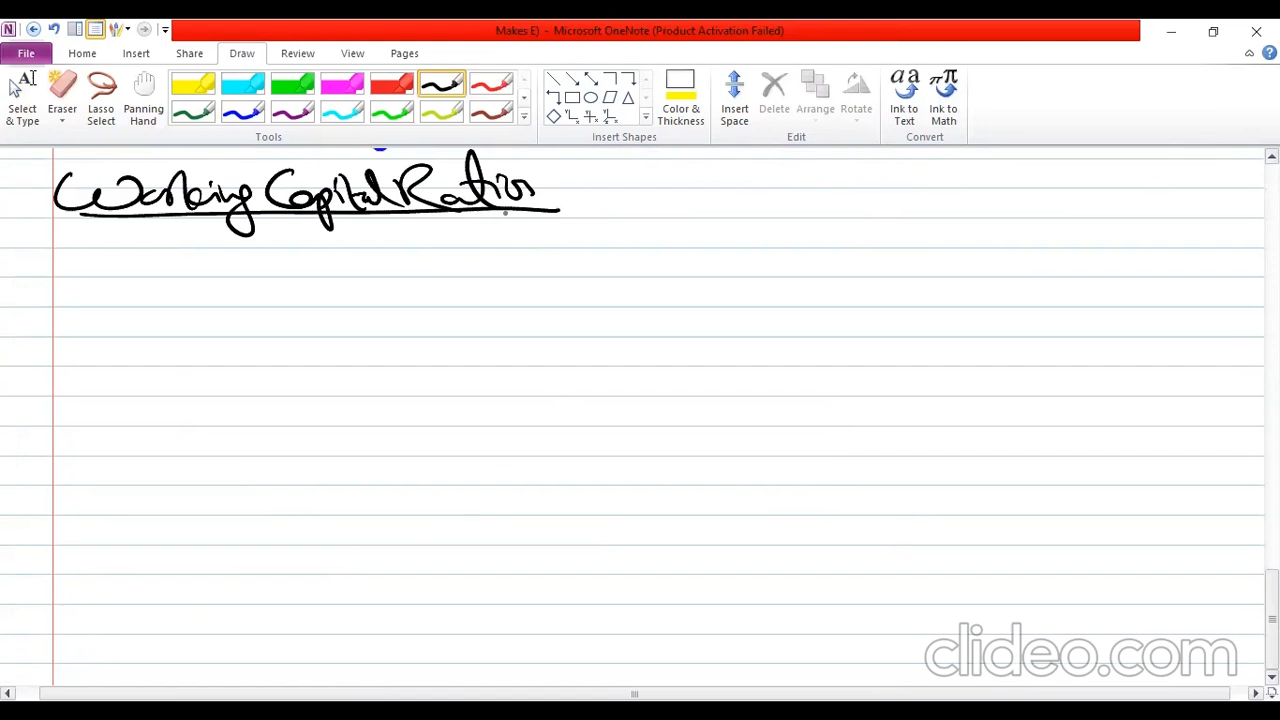 Makes E) - Microsoft OneNote (Product Activation Failed)
File Home Insert Share Draw Review View Pages
Select & Type
Eraser
Lasso Select
Panning Hand
Tools
Insert Shapes
Color & Thickness
Insert Space
Delete
Arrange
Rotate
Edit
Ink to Text
Ink to Math
Convert
Working Capital Ratios
clideo.com